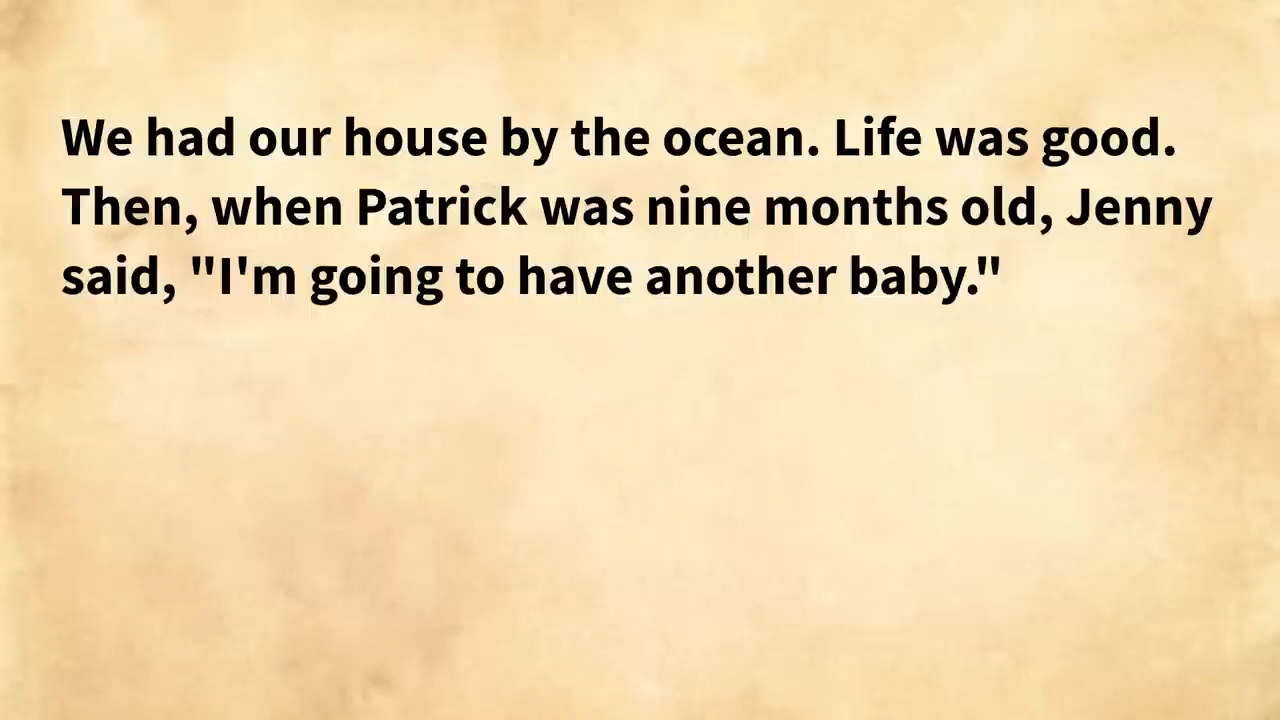 We had our house by the ocean. Life was good.
Then, when Patrick was nine months old, Jenny
said, "I'm going to have another baby."